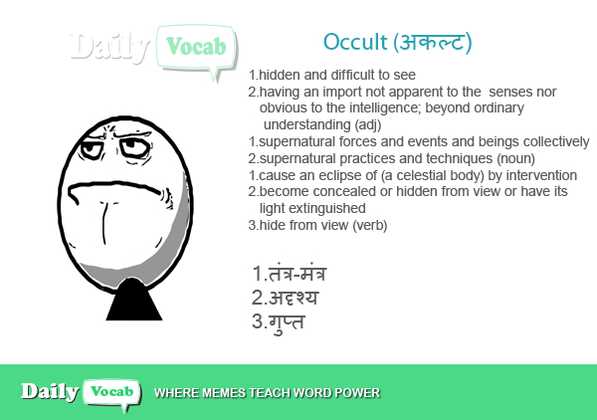 Daily Vocab
Occult (अकल्ट)
1.hidden and difficult to see
2.having an import not apparent to the senses nor
obvious to the intelligence; beyond ordinary
understanding (adj)
1.supernatural forces and events and beings collectively
2.supernatural practices and techniques (noun)
1.cause an eclipse of (a celestial body) by intervention
2.become concealed or hidden from view or have its
light extinguished
3.hide from view (verb)
1.तंत्र-मंत्र
2.अदृश्य
3.गुप्त
Daily Vocab WHERE MEMES TEACH WORD POWER